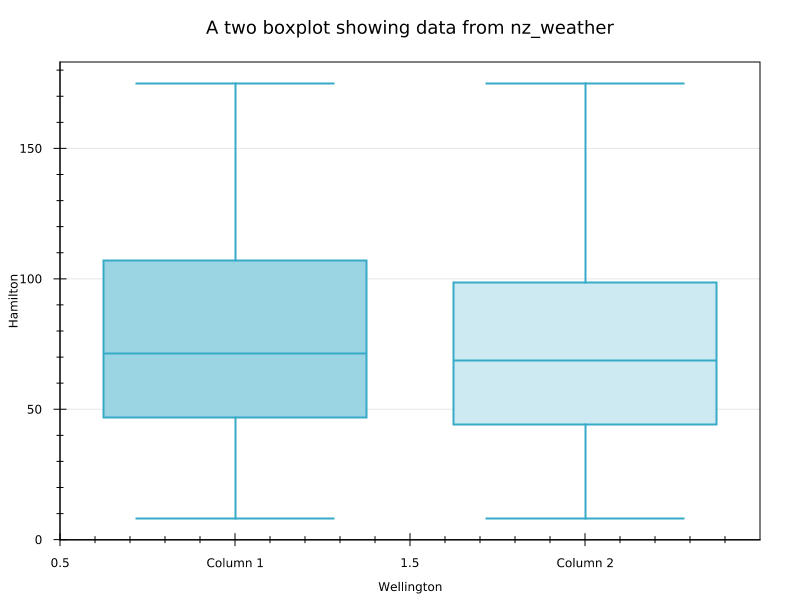 A two boxplot showing data from nz_weather
150
100
50
0
Hamilton
0.5
Column 1
1.5
Column 2
Wellington